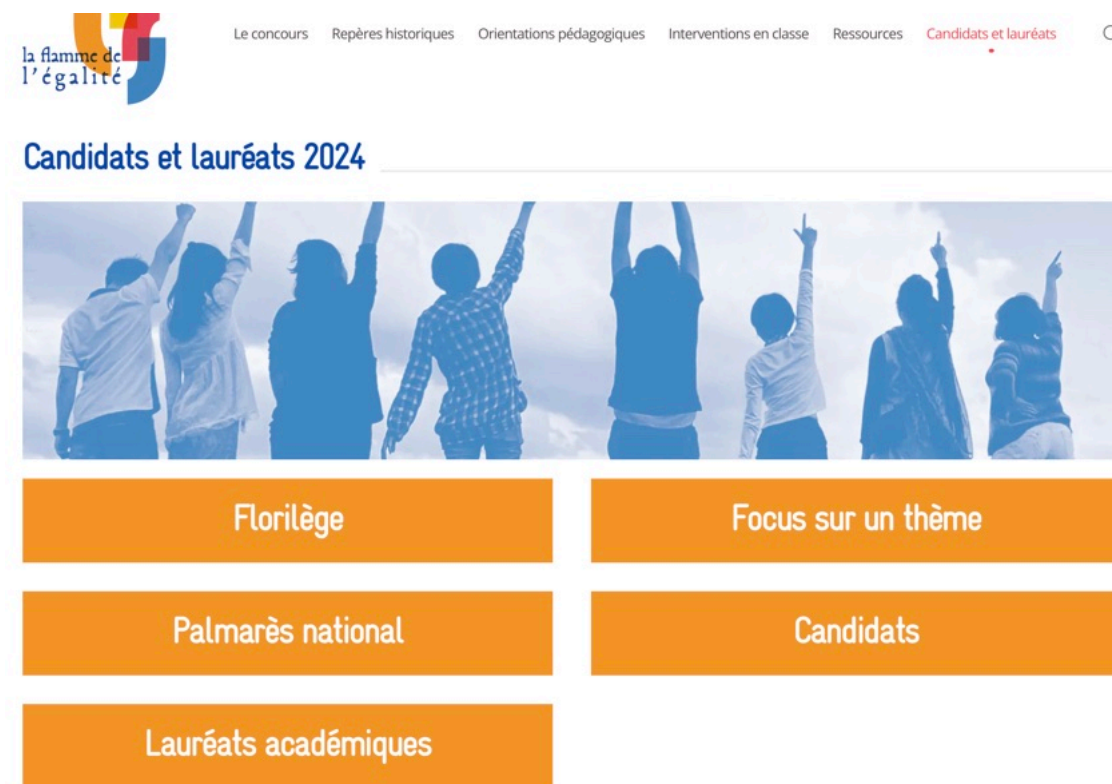 la flamme de
l'égalité
Le concours Repères historiques Orientations pédagogiques Interventions en classe Ressources Candidats et lauréats
Candidats et lauréats 2024
Florilège
Focus sur un thème
Palmarès national
Candidats
Lauréats académiques